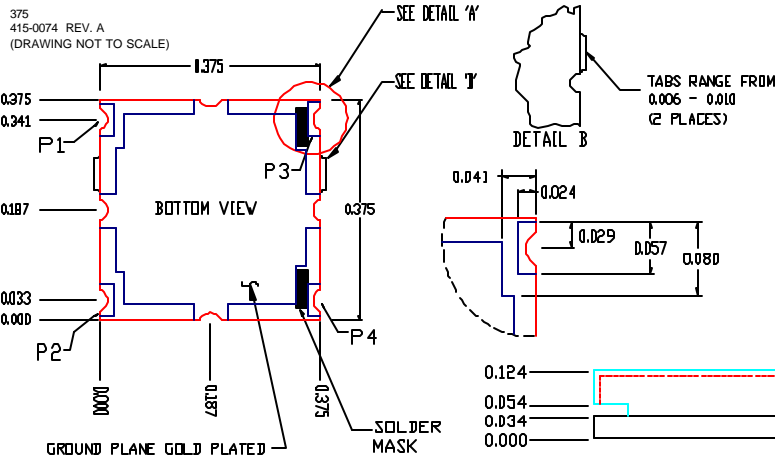 375
415-0074 REV. A
(DRAWING NOT TO SCALE)
SEE DETAIL 'A'
0.375
SEE DETAIL 'D'
0.375
0.341
P1
P3
BOTTOM VIEW
0.187
0.375
0.033
0.000
P2
P4
0.000
0.187
0.375
GROUND PLANE GOLD PLATED
SOLDER
MASK
TABS RANGE FROM
0.006 - 0.010
(2 PLACES)
DETAIL B
0.041
0.024
0.029
0.057
0.080
0.124
0.054
0.034
0.000